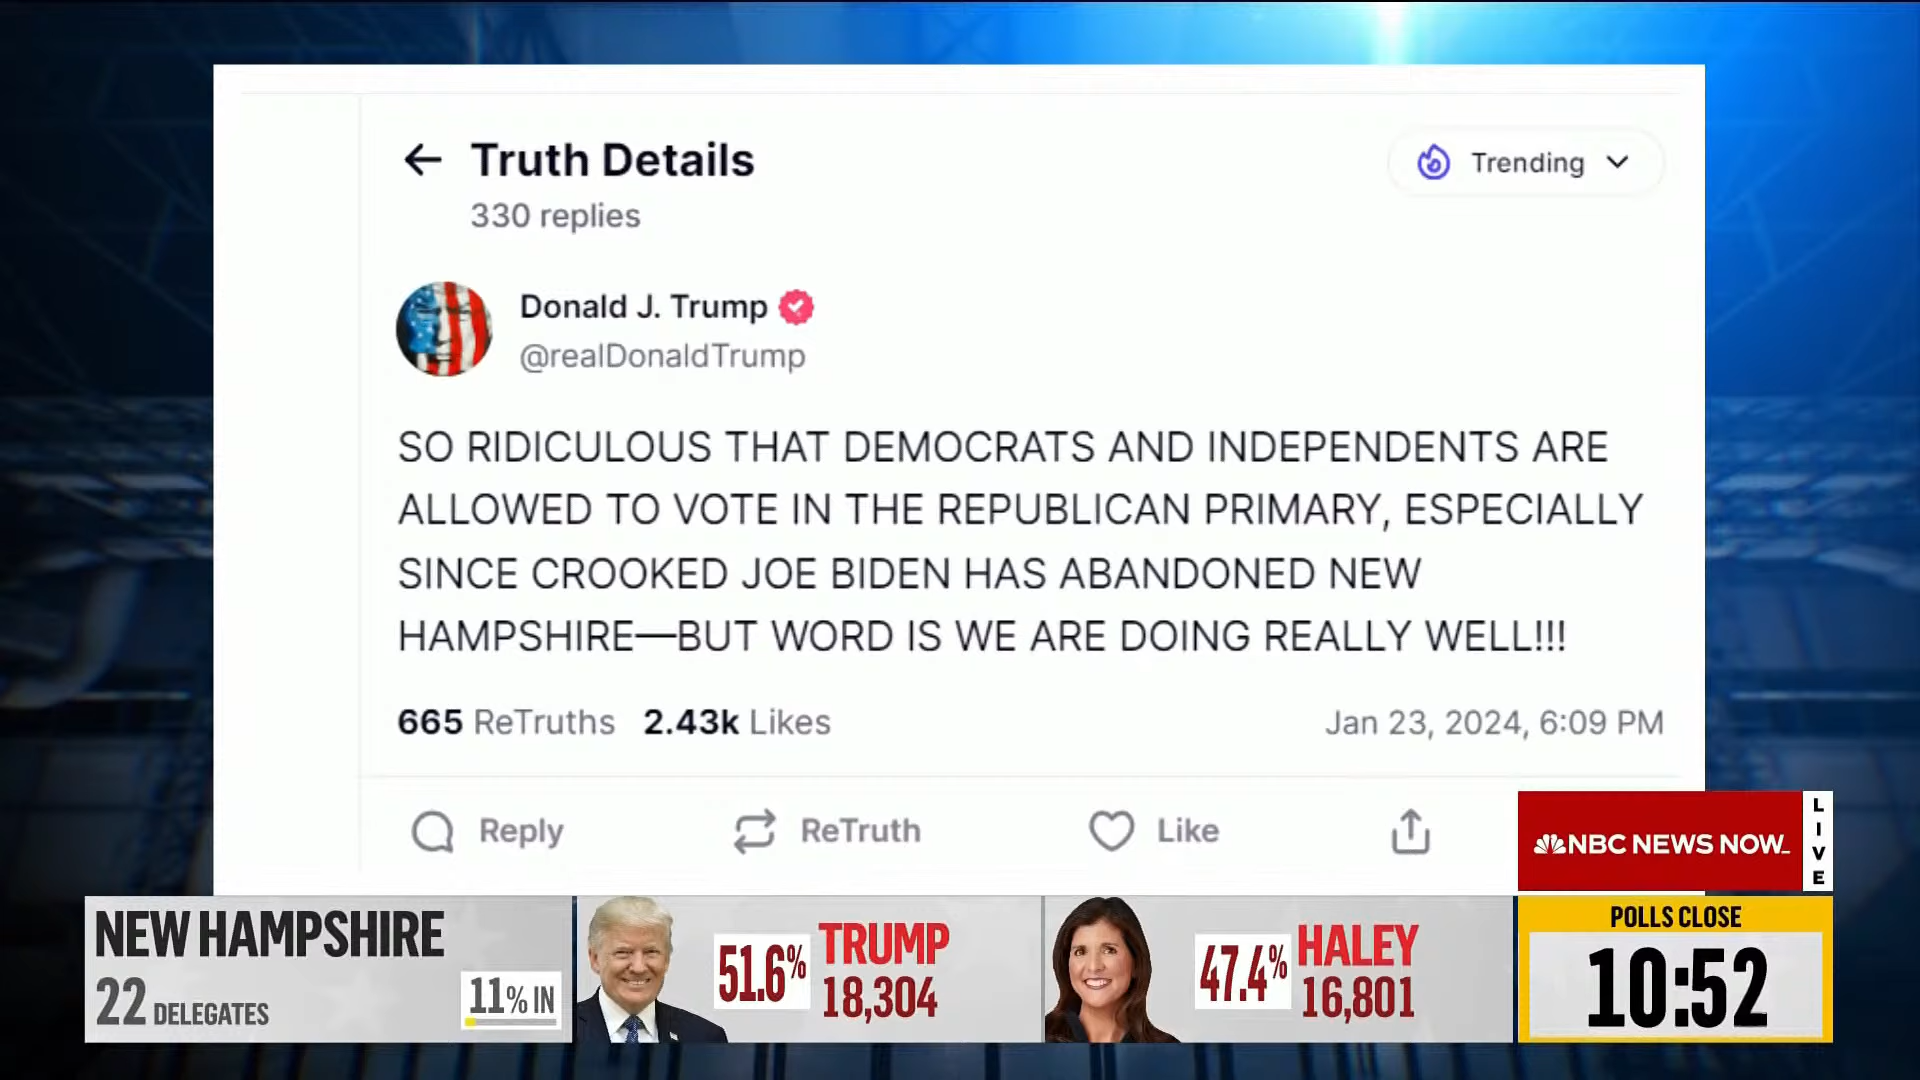 Truth Details
330 replies
Trending
Donald J. Trump
@realDonaldTrump
SO RIDICULOUS THAT DEMOCRATS AND INDEPENDENTS ARE
ALLOWED TO VOTE IN THE REPUBLICAN PRIMARY, ESPECIALLY
SINCE CROOKED JOE BIDEN HAS ABANDONED NEW
HAMPSHIRE—BUT WORD IS WE ARE DOING REALLY WELL!!!
665 ReTruths 2.43k Likes
Jan 23, 2024, 6:09 PM
Reply
ReTruth
Like
NBC NEWS NOW
LIVE
NEW HAMPSHIRE
22 DELEGATES
11% IN
51.6%
TRUMP
18,304
47.4%
HALEY
16,801
POLLS CLOSE
10:52